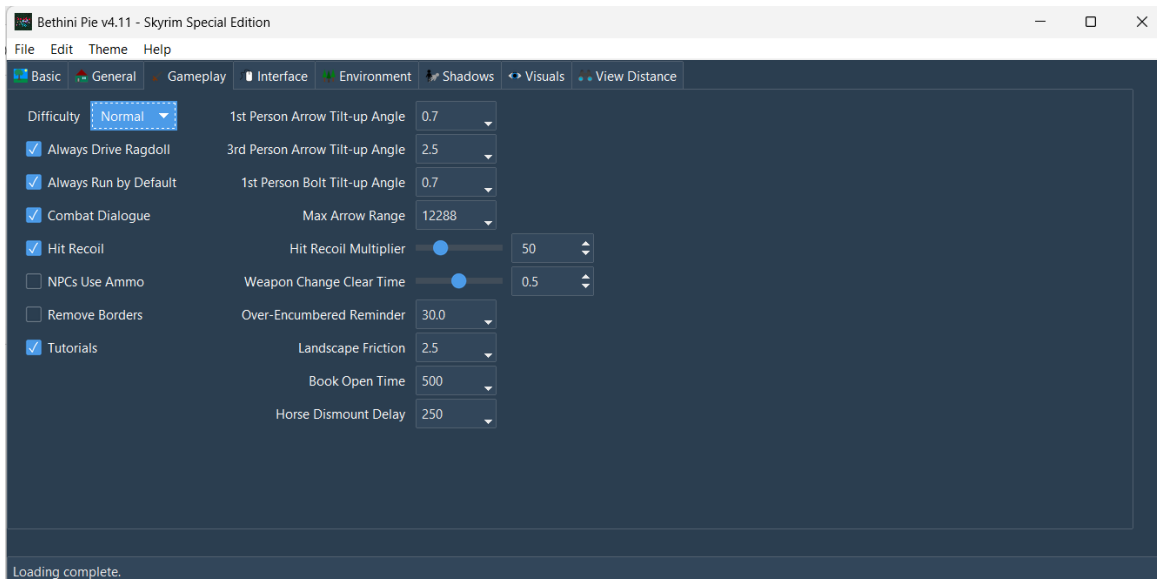 Bethini Pie v4.11 - Skyrim Special Edition
File Edit Theme Help
Basic General Gameplay Interface Environment Shadows Visuals View Distance
Difficulty Normal 1st Person Arrow Tilt-up Angle 0.7
Always Drive Ragdoll 3rd Person Arrow Tilt-up Angle 2.5
Always Run by Default 1st Person Bolt Tilt-up Angle 0.7
Combat Dialogue Max Arrow Range 12288
Hit Recoil Hit Recoil Multiplier 50
NPCs Use Ammo Weapon Change Clear Time 0.5
Remove Borders Over-Encumbered Reminder 30.0
Tutorials Landscape Friction 2.5
Book Open Time 500
Horse Dismount Delay 250
Loading complete.